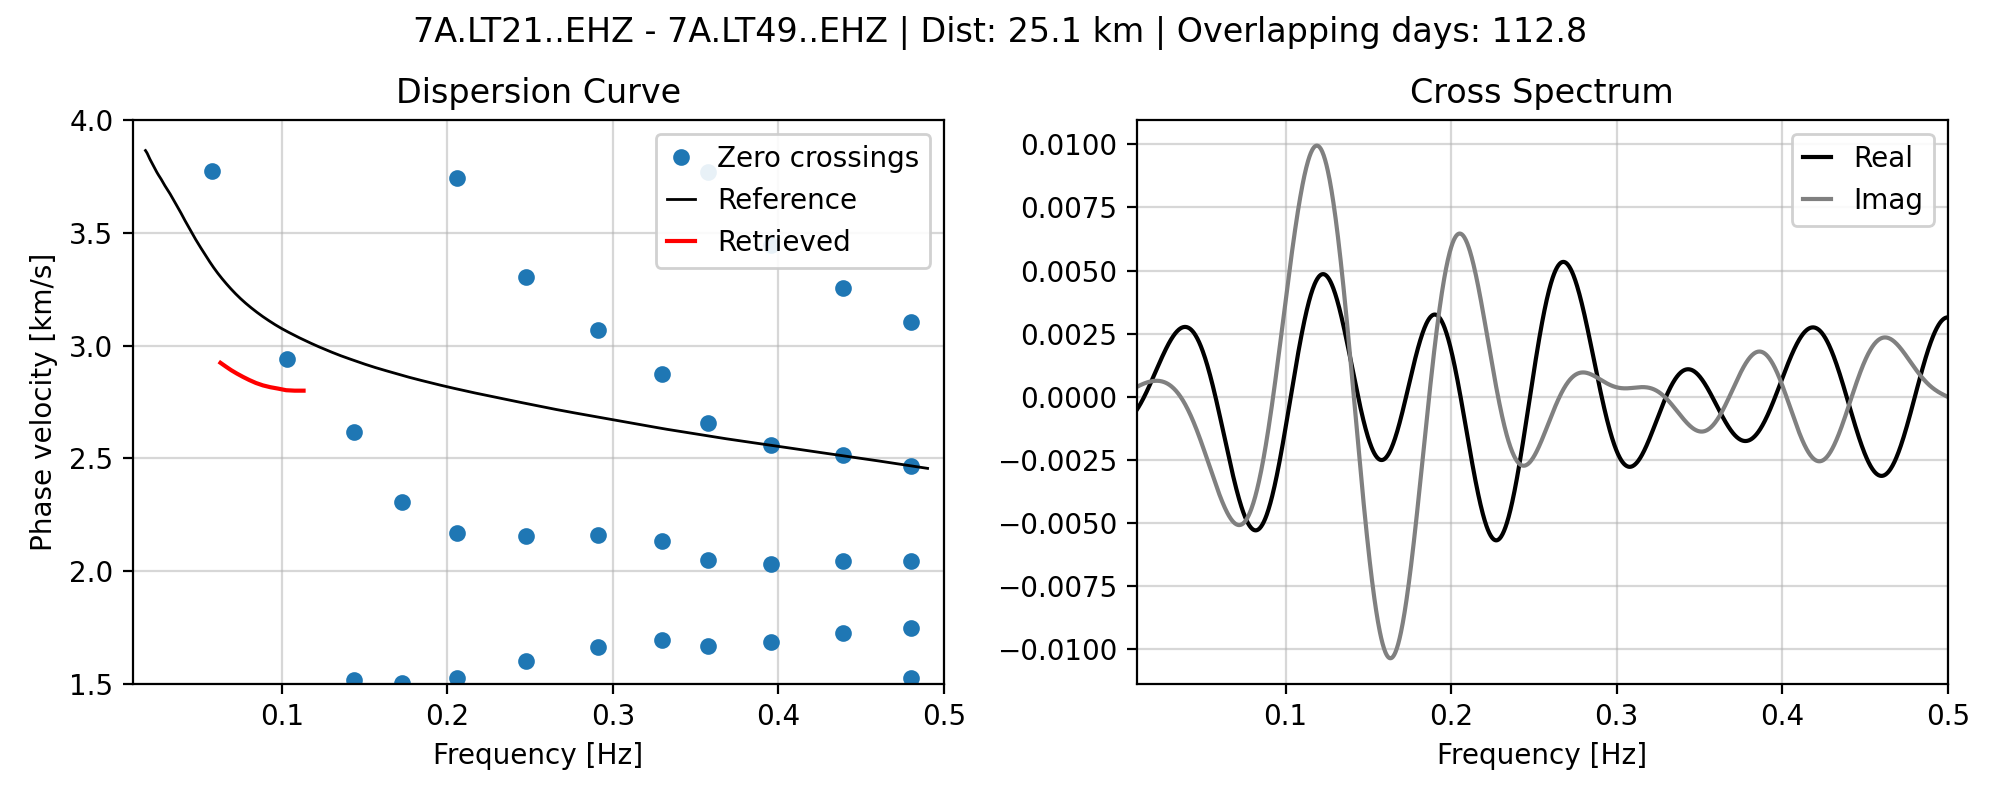 7A.LT21..EHZ - 7A.LT49..EHZ | Dist: 25.1 km | Overlapping days: 112.8
Dispersion Curve
4.0
3.5
3.0
2.5
2.0
1.5
Phase velocity [km/s]
Zero crossings
Reference
Retrieved
0.1
0.2
0.3
0.4
0.5
Frequency [Hz]
Cross Spectrum
0.0100
0.0075
0.0050
0.0025
0.0000
−0.0025
−0.0050
−0.0075
−0.0100
Real
Imag
0.1
0.2
0.3
0.4
0.5
Frequency [Hz]